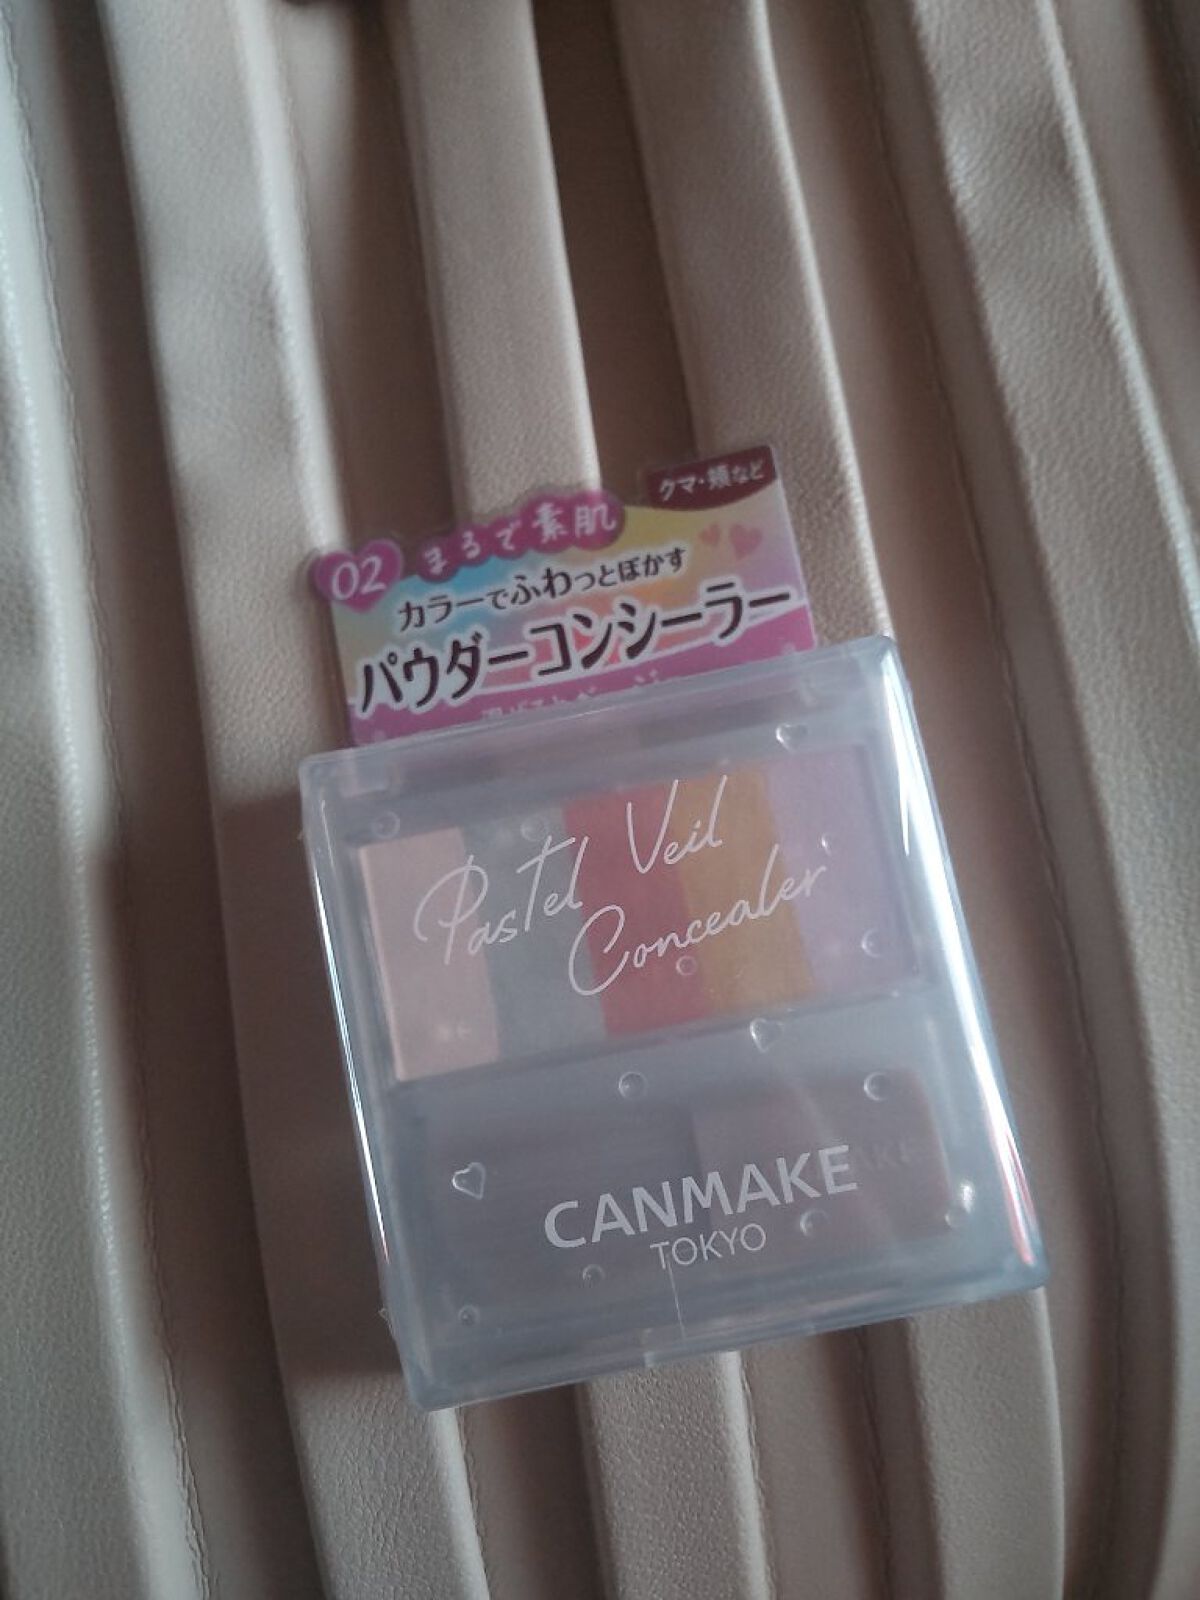 クマ・頬など
02 まるで素肌
カラーでふわっとぼかす
パウダーコンシーラー
Pastel Veil
Concealer
CANMAKE
TOKYO